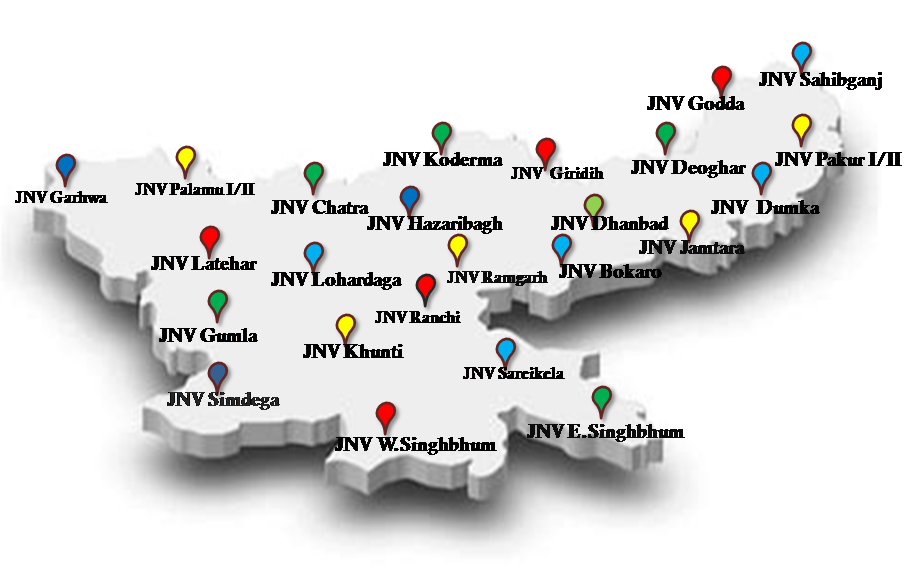 JNV Sahibganj
JNV Godda
JNV Koderma
JNV Giridih
JNV Deoghar
JNV Pakur I/II
JNV Garhwa
JNV Palamu I/II
JNV Chatra
JNV Hazaribagh
JNV Dhanbad
JNV Dumka
JNV Jamtara
JNV Latehar
JNV Lohardaga
JNV Ramgarh
JNV Bokaro
JNV Ranchi
JNV Gumla
JNV Khunti
JNV Sareikela
JNV Simdega
JNV W.Singhbhum
JNV E.Singhbhum